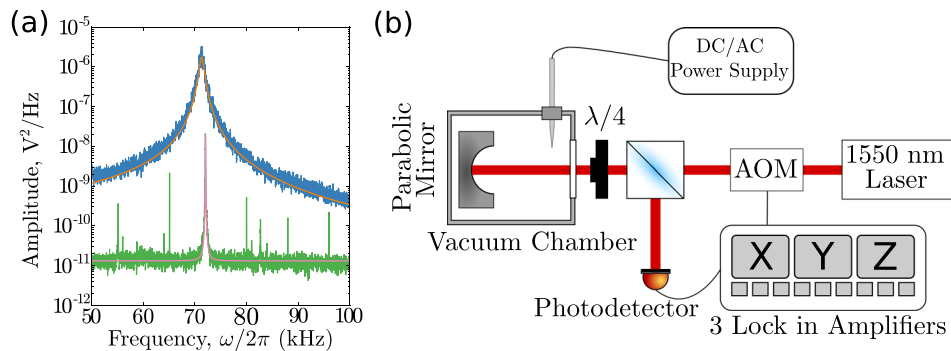 (a)
10⁻⁵
10⁻⁶
10⁻⁷
10⁻⁸
10⁻⁹
10⁻¹⁰
10⁻¹¹
10⁻¹²
Amplitude, V²/Hz
50 60 70 80 90 100
Frequency, ω/2π (kHz)
(b)
DC/AC
Power Supply
λ/4
Parabolic
Mirror
AOM
1550 nm
Laser
Vacuum Chamber
X Y Z
Photodetector
3 Lock in Amplifiers